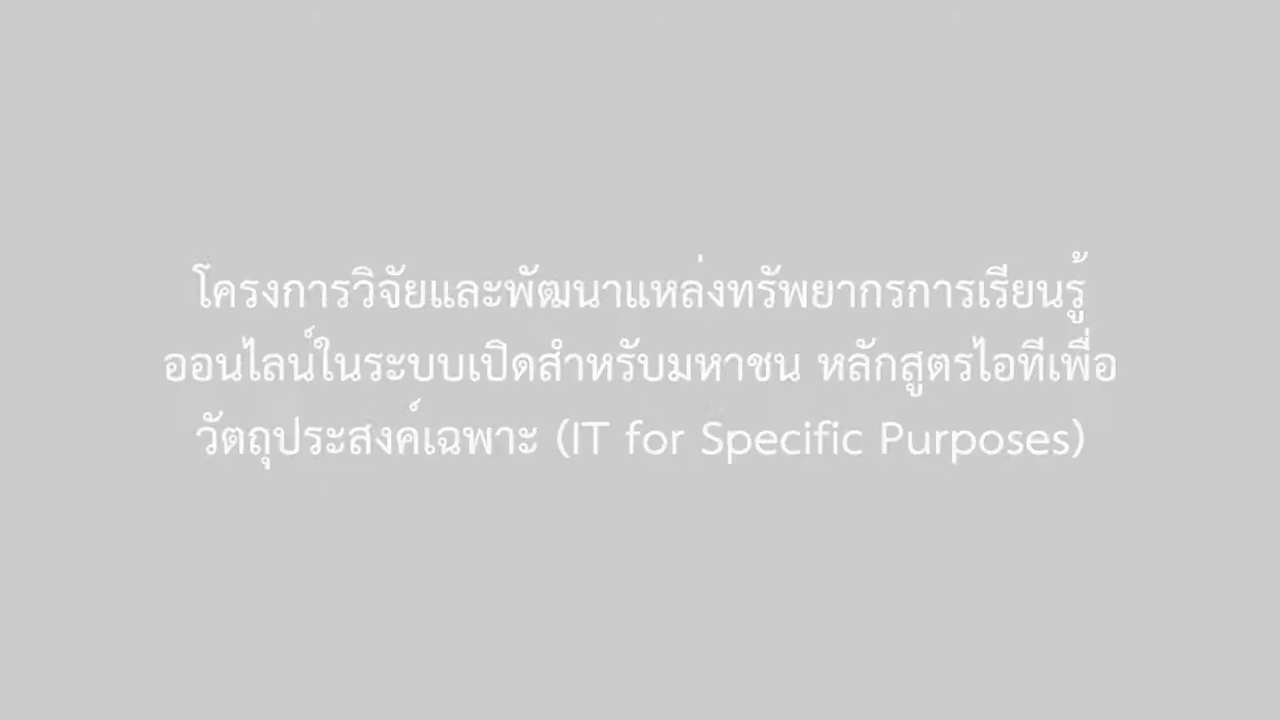 โครงการวิจัยและพัฒนาแหล่งทรัพยากรการเรียนรู้
ออนไลน์ในระบบเปิดสำหรับมหาชน หลักสูตรไอทีเพื่อ
วัตถุประสงค์เฉพาะ (IT for Specific Purposes)